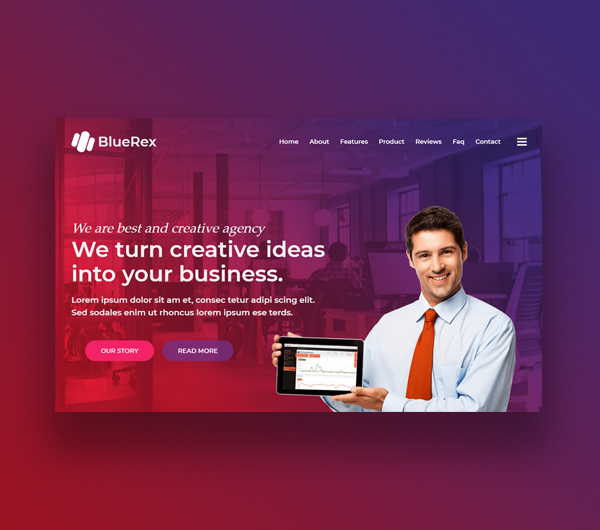 BlueRex
Home About Features Product Reviews Faq Contact
We are best and creative agency
We turn creative ideas
into your business.
Lorem ipsum dolor sit am et, consec tetur adipi scing elit.
Sed sodales enim ut rhoncus lorem ipsum ese terds.
OUR STORY READ MORE